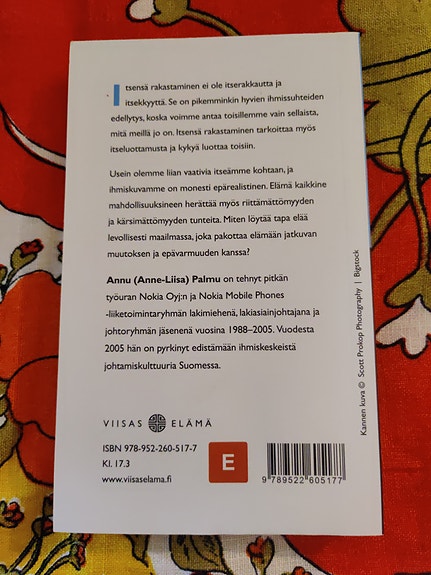 Itsensä rakastaminen ei ole itserakkautta ja
itsekkyyttä. Se on pikemminkin hyvien ihmissuhteiden
edellytys, koska voimme antaa toisillemme vain sellaista,
mitä meillä jo on. Itsensä rakastaminen tarkoittaa myös
itseluottamusta ja kykyä luottaa toisiin.
Usein olemme liian vaativia itseämme kohtaan, ja
ihmiskuvamme on monesti epärealistinen. Elämä kaikkine
mahdollisuuksineen herättää myös riittämättömyyden
ja kärsimättömyyden tunteita. Miten löytää tapa elää
levollisesti maailmassa, joka pakottaa elämään jatkuvan
muutoksen ja epävarmuuden kanssa?
Annu (Anne-Liisa) Palmu on tehnyt pitkän
työuran Nokia Oyj:n ja Nokia Mobile Phones
-liiketoimintaryhmän lakimiehenä, lakiasiainjohtajana ja
johtoryhmän jäsenenä vuosina 1988–2005. Vuodesta
2005 hän on pyrkinyt edistämään ihmiskeskeistä
johtamiskulttuuria Suomessa.
Kannen kuva © Scott Prokop Photography | Bigstock
VIISAS ELÄMÄ
ISBN 978-952-260-517-7
Kl. 17.3
www.viisaselama.fi
E
9 789522 605177